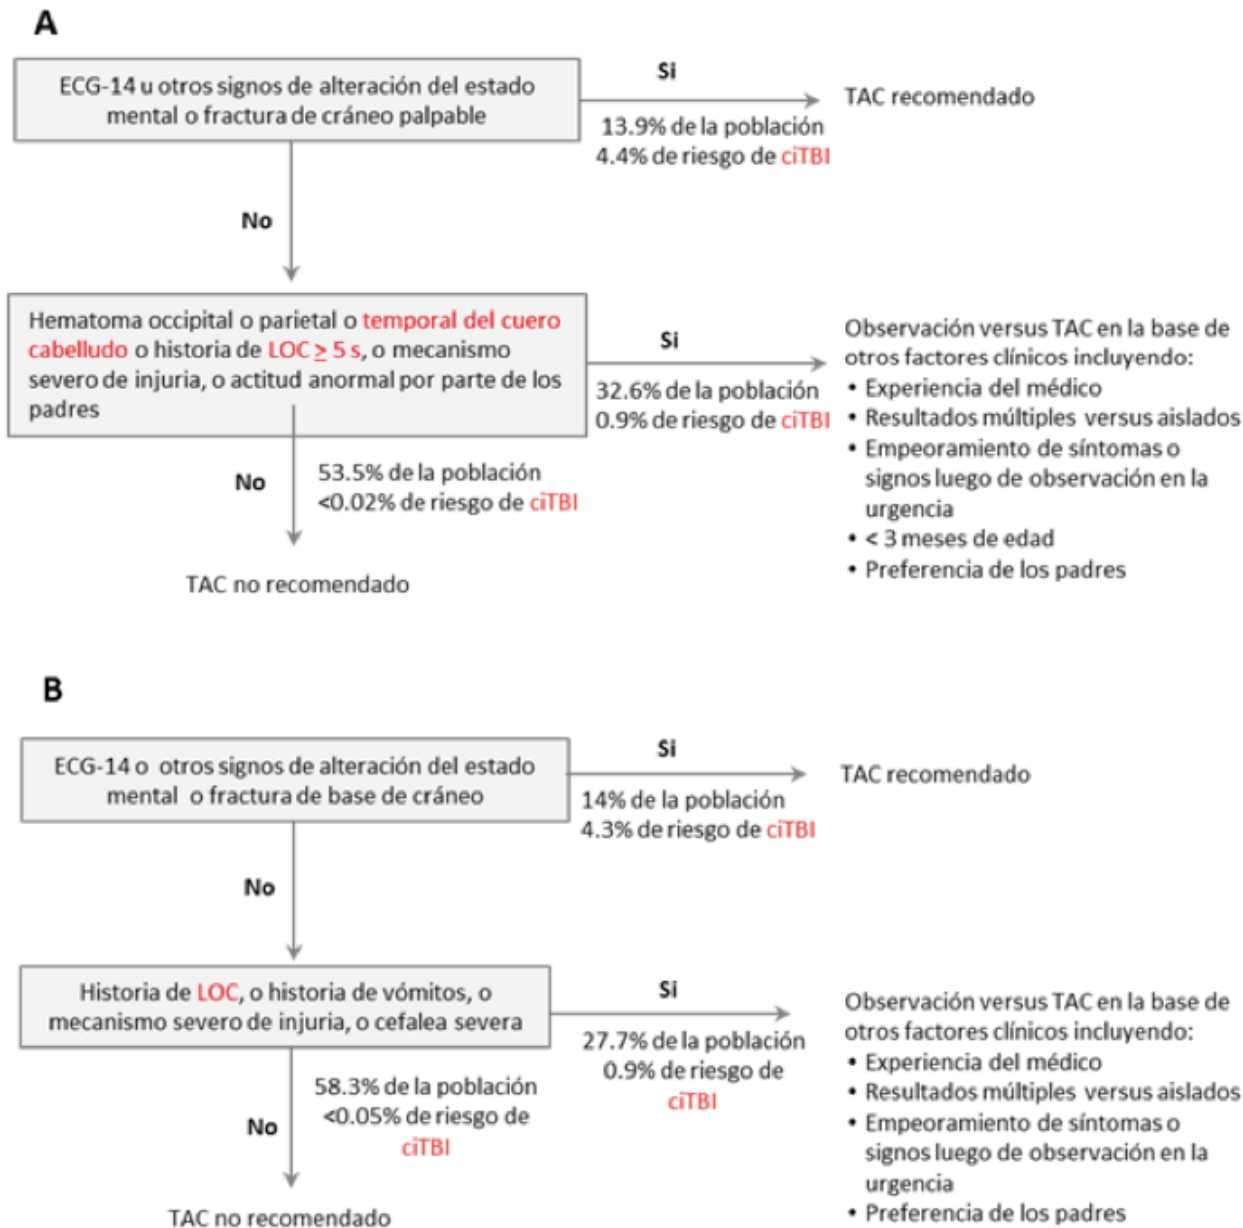 A
ECG-14 u otros signos de alteración del estado
mental o fractura de cráneo palpable
Si
13.9% de la población
4.4% de riesgo de ciTBI
TAC recomendado
No
Hematoma occipital o parietal o temporal del cuero
cabelludo o historia de LOC ≥ 5 s, o mecanismo
severo de injuria, o actitud anormal por parte de los
padres
Si
32.6% de la población
0.9% de riesgo de ciTBI
Observación versus TAC en la base de
otros factores clínicos incluyendo:
• Experiencia del médico
• Resultados múltiples versus aislados
• Empeoramiento de síntomas o
signos luego de observación en la
urgencia
• < 3 meses de edad
• Preferencia de los padres
No
53.5% de la población
<0.02% de riesgo de ciTBI
TAC no recomendado
B
ECG-14 o otros signos de alteración del estado
mental o fractura de base de cráneo
Si
14% de la población
4.3% de riesgo de ciTBI
TAC recomendado
No
Historia de LOC, o historia de vómitos, o
mecanismo severo de injuria, o cefalea severa
Si
27.7% de la población
0.9% de riesgo de
ciTBI
Observación versus TAC en la base de
otros factores clínicos incluyendo:
• Experiencia del médico
• Resultados múltiples versus aislados
• Empeoramiento de síntomas o
signos luego de observación en la
urgencia
• Preferencia de los padres
No
58.3% de la población
<0.05% de riesgo de
ciTBI
TAC no recomendado